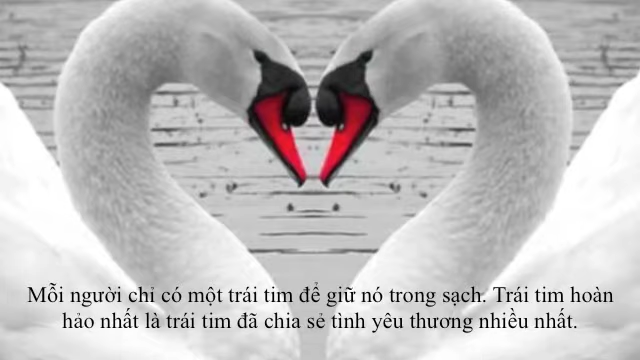 Mỗi người chỉ có một trái tim để giữ nó trong sạch. Trái tim hoàn
hảo nhất là trái tim đã chia sẻ tình yêu thương nhiều nhất.